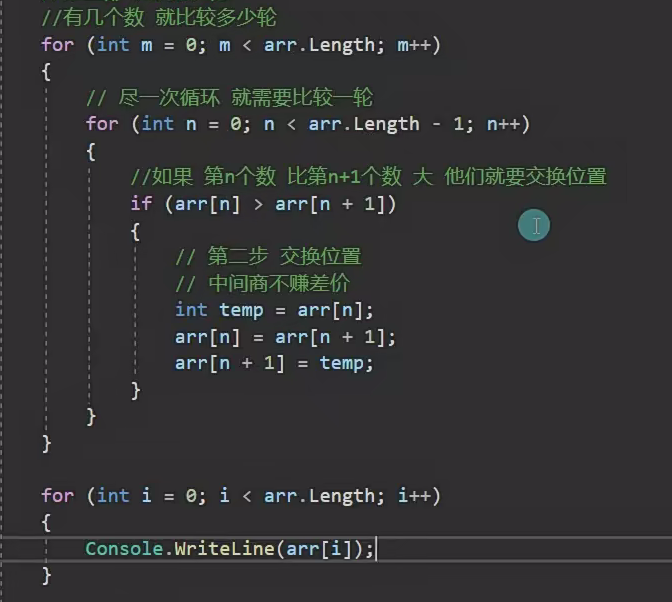 //有几个数 就比较多少轮
for (int m = 0; m < arr.Length; m++)
{
// 尽一次循环 就需要比较一轮
for (int n = 0; n < arr.Length - 1; n++)
{
//如果 第n个数 比第n+1个数 大 他们就要交换位置
if (arr[n] > arr[n + 1])
{
// 第二步 交换位置
// 中间商不赚差价
int temp = arr[n];
arr[n] = arr[n + 1];
arr[n + 1] = temp;
}
}
}
for (int i = 0; i < arr.Length; i++)
{
Console.WriteLine(arr[i]);
}